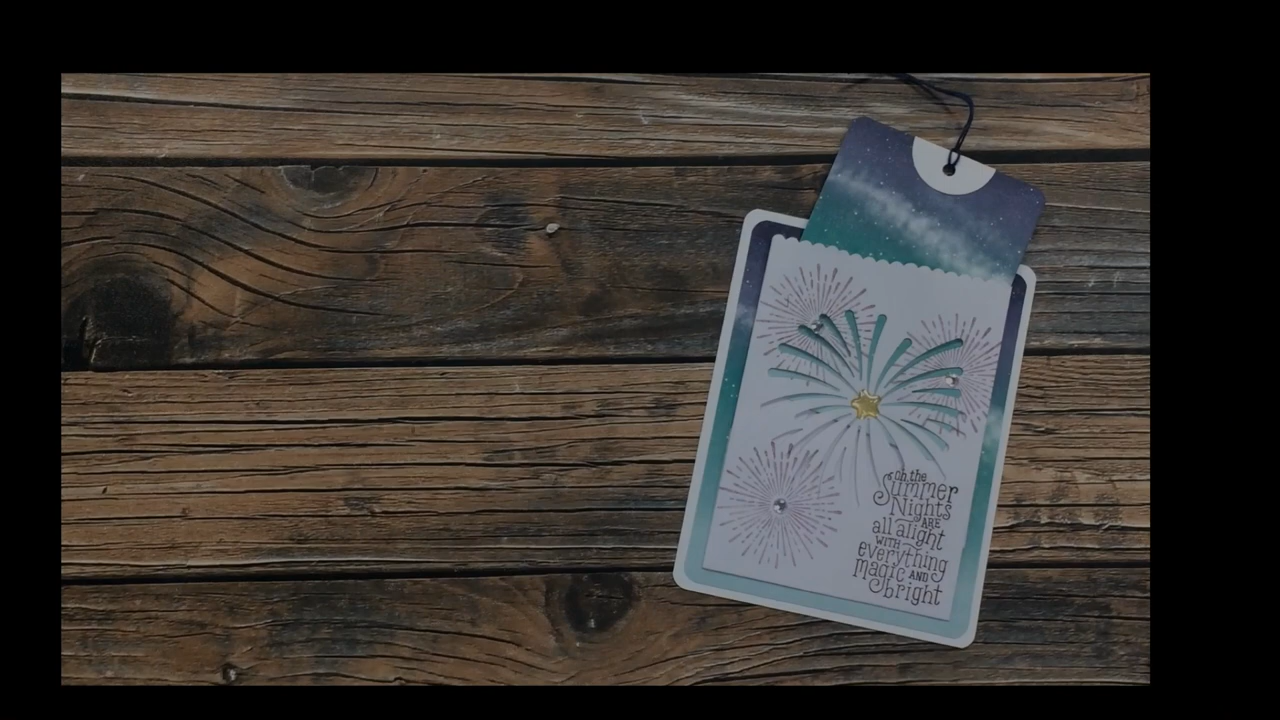 oh the
Summer
Nights
ARE
all alight
WITH
everything
magic AND
bright